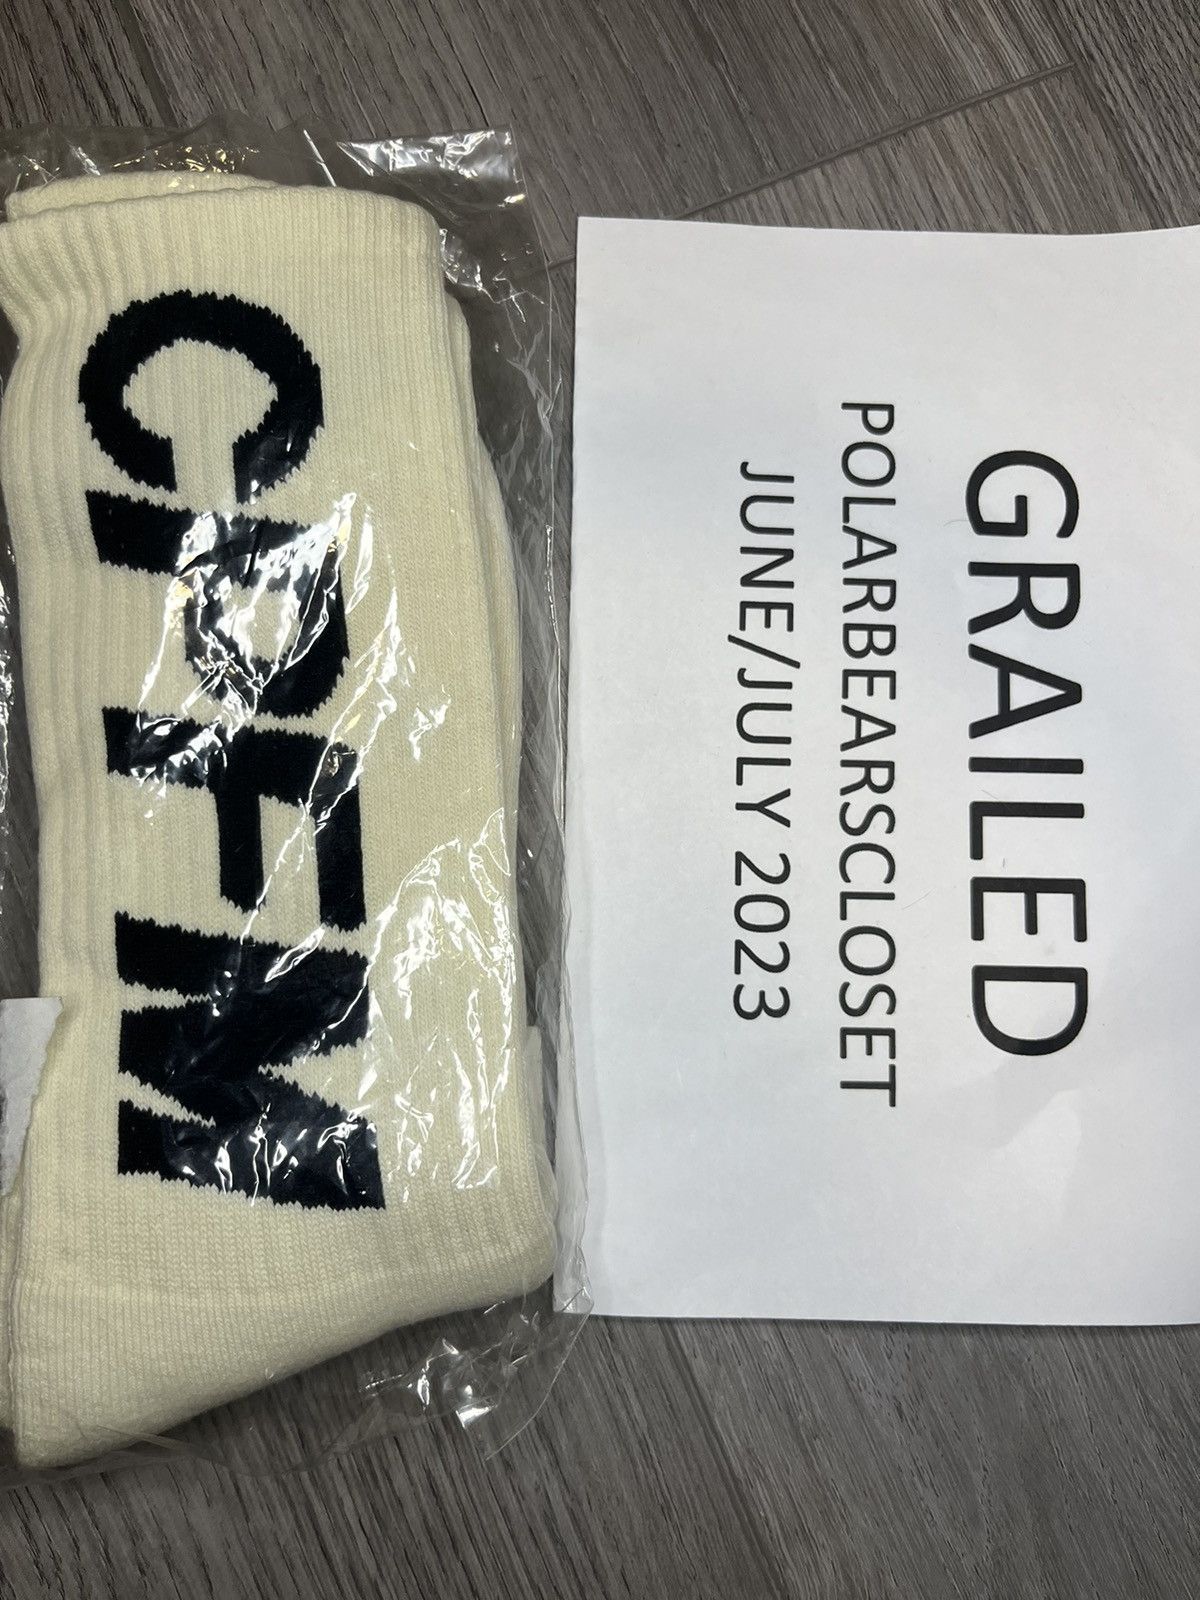 CPFM
GRAILED
POLARBEARSCLOSET
JUNE/JULY 2023